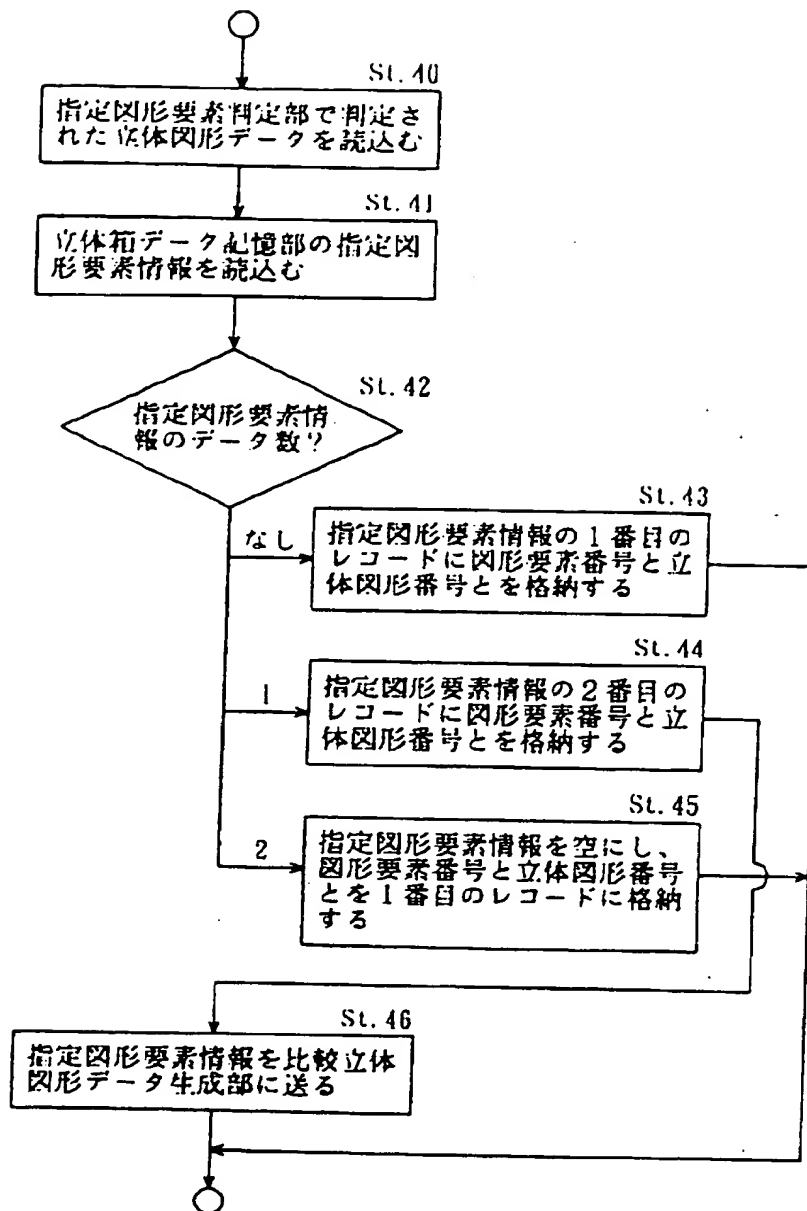 St.40
指定図形要素判定部で判定さ
れた立体図形データを読込む
St.41
立体箱データ記憶部の指定図
形要素情報を読込む
St.42
指定図形要素情
報のデータ数?
St.43
なし
指定図形要素情報の1番目の
レコードに図形要素番号と立
体図形番号とを格納する
St.44
1
指定図形要素情報の2番目の
レコードに図形要素番号と立
体図形番号とを格納する
St.45
2
指定図形要素情報を空にし、
図形要素番号と立体図形番号
とを1番目のレコードに格納
する
St.46
指定図形要素情報を比較立体
図形データ生成部に送る